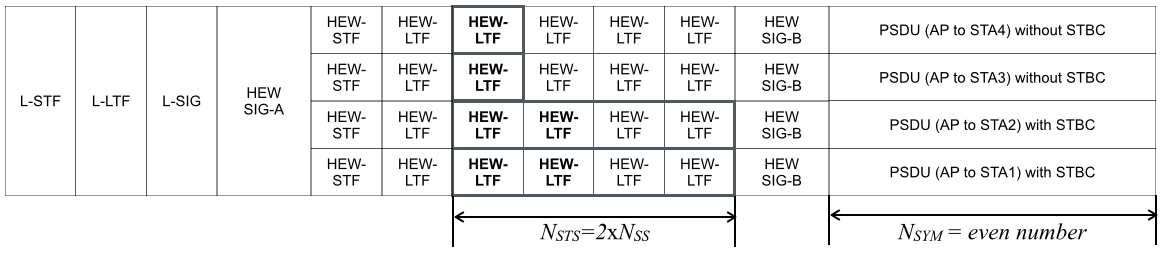 L-STF
L-LTF
L-SIG
HEW
SIG-A
HEW-
STF
HEW-
LTF
HEW-
LTF
HEW-
LTF
HEW-
LTF
HEW-
LTF
HEW
SIG-B
PSDU (AP to STA4) without STBC
HEW-
STF
HEW-
LTF
HEW-
LTF
HEW-
LTF
HEW-
LTF
HEW-
LTF
HEW
SIG-B
PSDU (AP to STA3) without STBC
HEW-
STF
HEW-
LTF
HEW-
LTF
HEW-
LTF
HEW-
LTF
HEW-
LTF
HEW
SIG-B
PSDU (AP to STA2) with STBC
HEW-
STF
HEW-
LTF
HEW-
LTF
HEW-
LTF
HEW-
LTF
HEW-
LTF
HEW
SIG-B
PSDU (AP to STA1) with STBC
NSTS=2xNSS
NSYM = even number